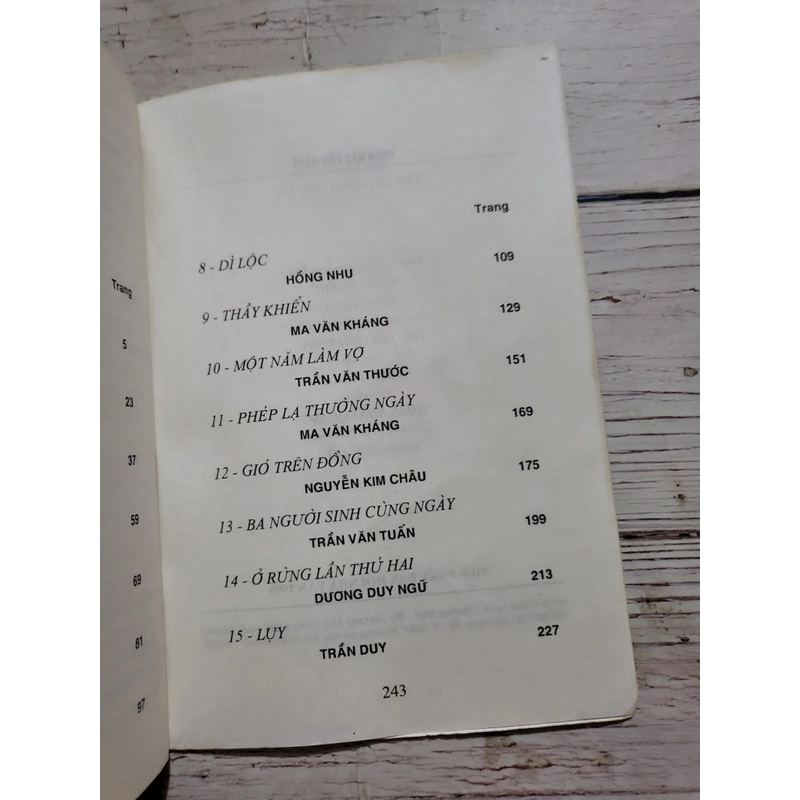 Trang
5
23
37
59
69
81
97
Trang
8 - DÌ LỘC 109
HỒNG NHU
9 - THẦY KHIỂN 129
MA VĂN KHÁNG
10 - MỘT NĂM LÀM VỢ 151
TRẦN VĂN THƯỚC
11 - PHÉP LẠ THƯỜNG NGÀY 169
MA VĂN KHÁNG
12 - GIÓ TRÊN ĐỒNG 175
NGUYỄN KIM CHÂU
13 - BA NGƯỜI SINH CÙNG NGÀY 199
TRẦN VĂN TUẤN
14 - Ở RỪNG LẦN THỨ HAI 213
DƯƠNG DUY NGỮ
15 - LỤY 227
TRẦN DUY
243